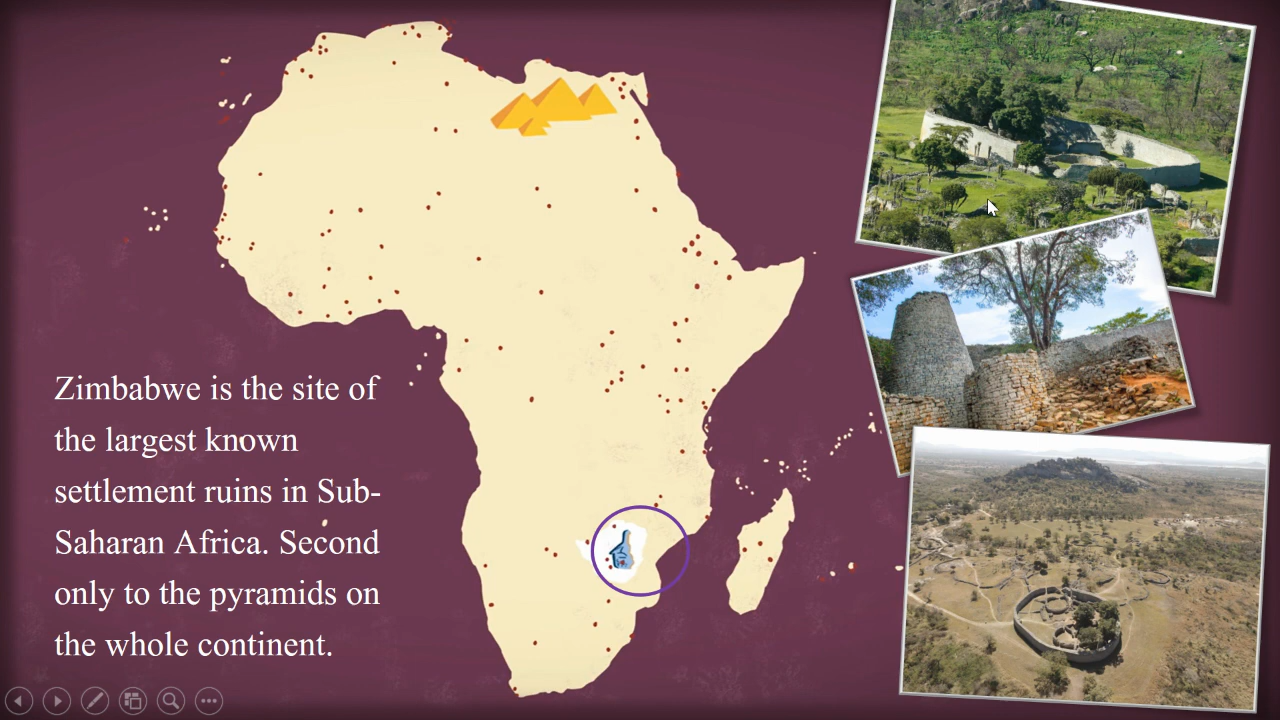 Zimbabwe is the site of
the largest known
settlement ruins in Sub-
Saharan Africa. Second
only to the pyramids on
the whole continent.